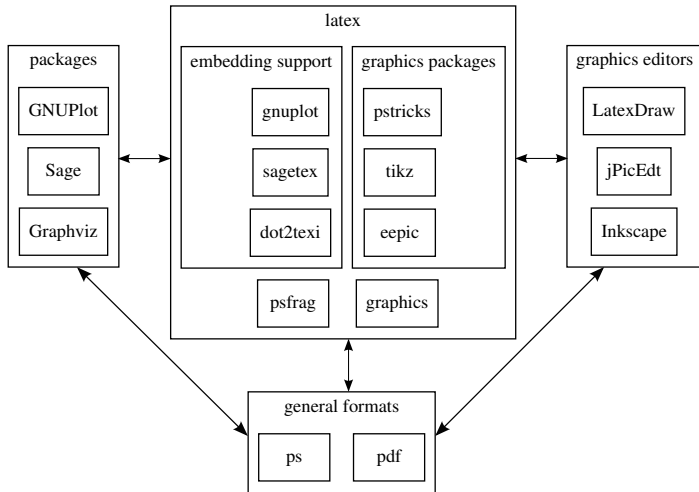 latex
packages
embedding support
graphics packages
graphics editors
GNUPlot
gnuplot
pstricks
LatexDraw
Sage
sagetex
tikz
jPicEdt
Graphviz
dot2texi
eepic
Inkscape
psfrag
graphics
general formats
ps
pdf